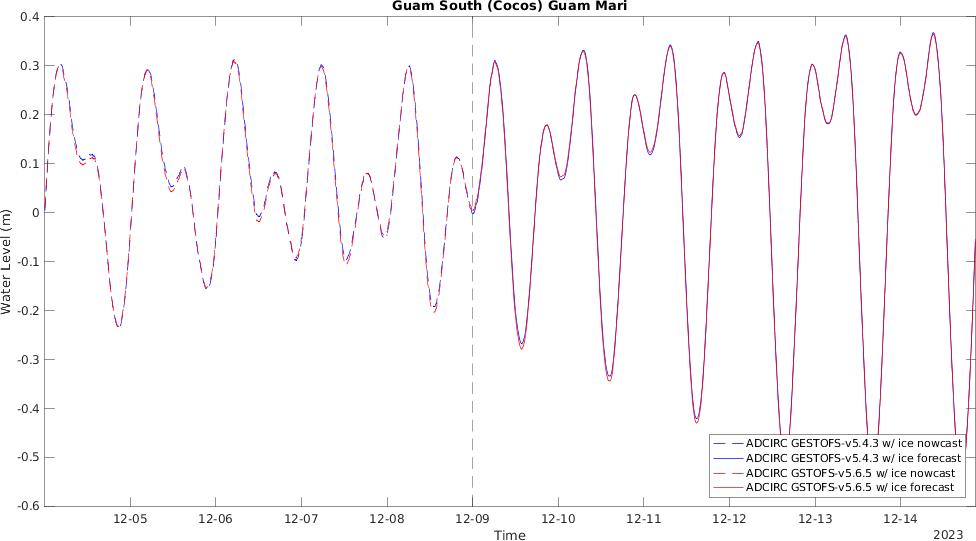 Guam South (Cocos) Guam Mari
0.4
0.3
0.2
0.1
0
-0.1
-0.2
-0.3
-0.4
-0.5
-0.6
Water Level (m)
ADCIRC GESTOFS-v5.4.3 w/ ice nowcast
ADCIRC GESTOFS-v5.4.3 w/ ice forecast
ADCIRC GSTOFS-v5.6.5 w/ ice nowcast
ADCIRC GSTOFS-v5.6.5 w/ ice forecast
12-05 12-06 12-07 12-08 12-09 12-10 12-11 12-12 12-13 12-14
Time
2023